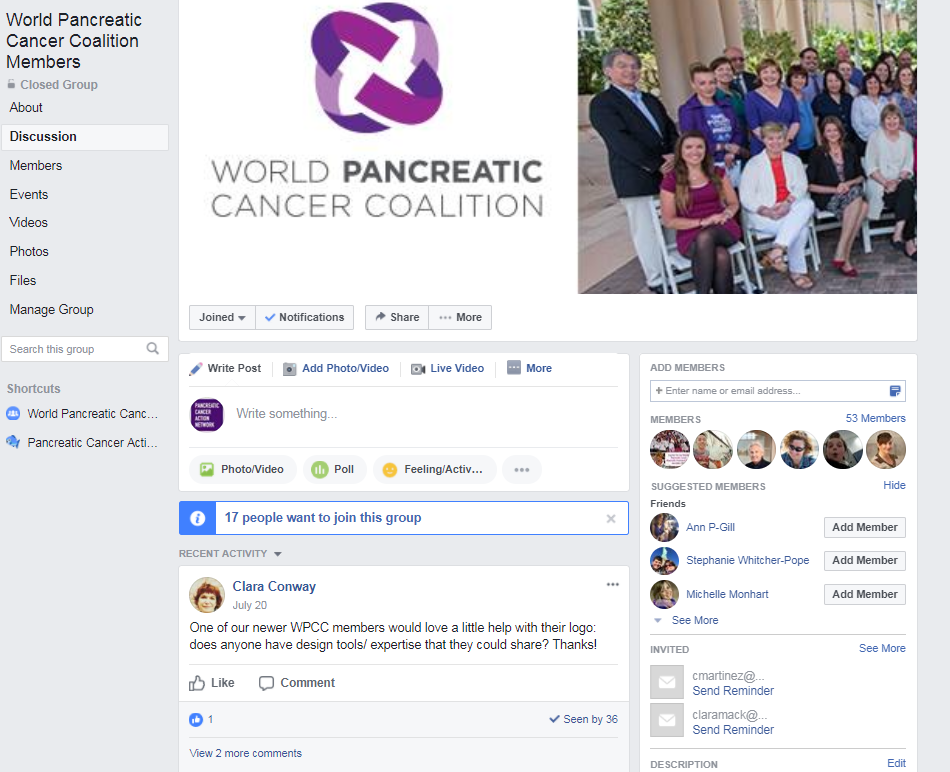 World Pancreatic
Cancer Coalition
Members
Closed Group
About
Discussion
Members
Events
Videos
Photos
Files
Manage Group
Search this group
Shortcuts
World Pancreatic Canc...
Pancreatic Cancer Acti...
WORLD PANCREATIC
CANCER COALITION
Joined
Notifications
Share
More
Write Post
Add Photo/Video
Live Video
More
PANCREATIC
CANCER
ACTION
NETWORK
Write something...
Photo/Video
Poll
Feeling/Activ...
17 people want to join this group
RECENT ACTIVITY
Clara Conway
July 20
One of our newer WPCC members would love a little help with their logo:
does anyone have design tools/ expertise that they could share? Thanks!
Like
Comment
1
Seen by 36
View 2 more comments
ADD MEMBERS
+ Enter name or email address...
MEMBERS
53 Members
SUGGESTED MEMBERS
Hide
Friends
Ann P-Gill
Add Member
Stephanie Whitcher-Pope
Add Member
Michelle Monhart
Add Member
See More
INVITED
See More
cmartinez@...
Send Reminder
claramack@...
Send Reminder
DESCRIPTION
Edit